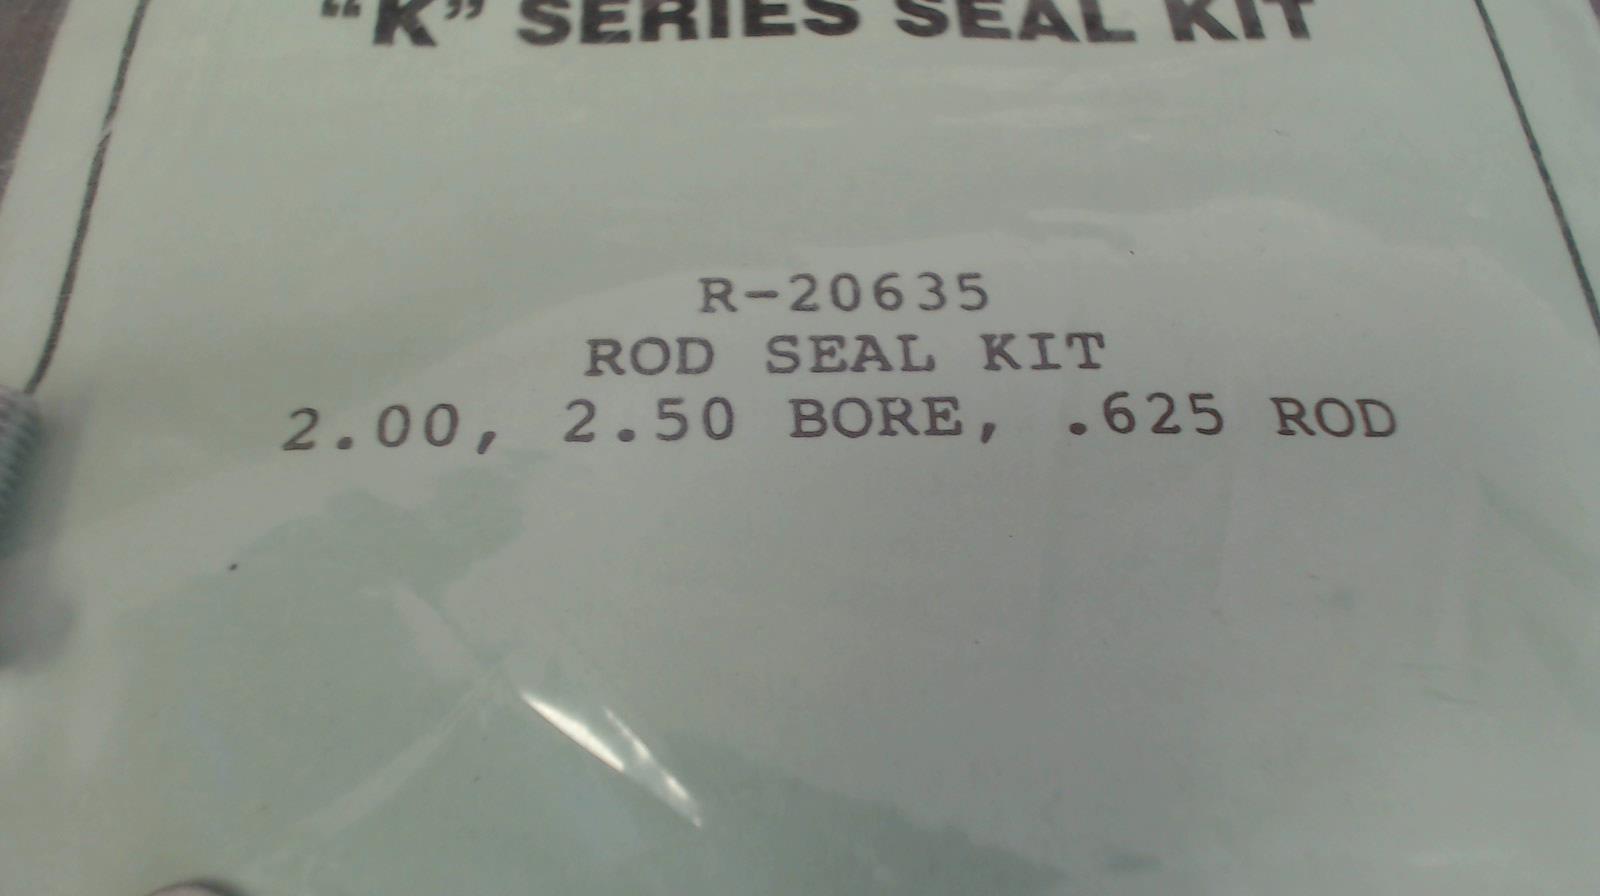 “K” SERIES SEAL KIT
R-20635
ROD SEAL KIT
2.00, 2.50 BORE, .625 ROD